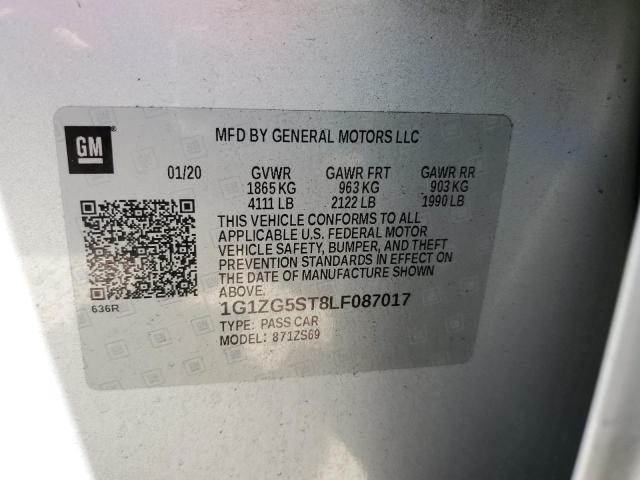 GM
MFD BY GENERAL MOTORS LLC
01/20 GVWR GAWR FRT GAWR RR
1865 KG 963 KG 903 KG
4111 LB 2122 LB 1990 LB
THIS VEHICLE CONFORMS TO ALL
APPLICABLE U.S. FEDERAL MOTOR
VEHICLE SAFETY, BUMPER, AND THEFT
PREVENTION STANDARDS IN EFFECT ON
THE DATE OF MANUFACTURE SHOWN
ABOVE.
636R
1G1ZG5ST8LF087017
TYPE: PASS CAR
MODEL: 871ZS69